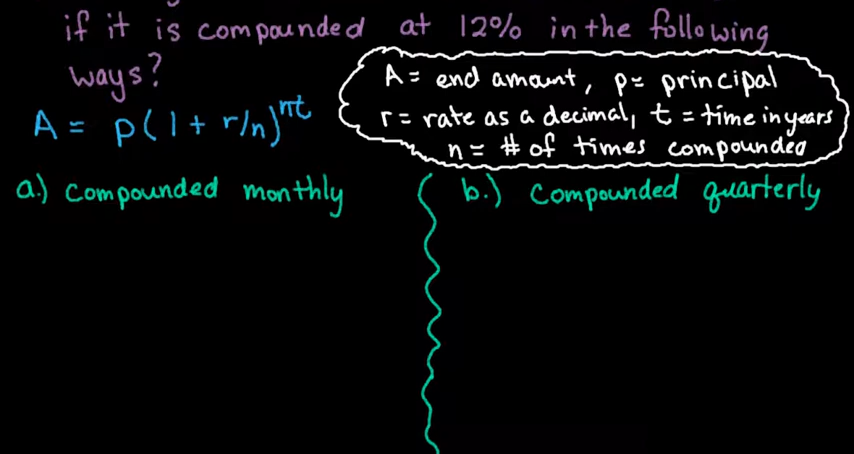 if it is compounded at 12% in the following
ways?
A = end amount, p = principal
r = rate as a decimal, t = time in years
n = # of times compounded
A = p(1 + r/n)^nt
a.) compounded monthly
b.) compounded quarterly